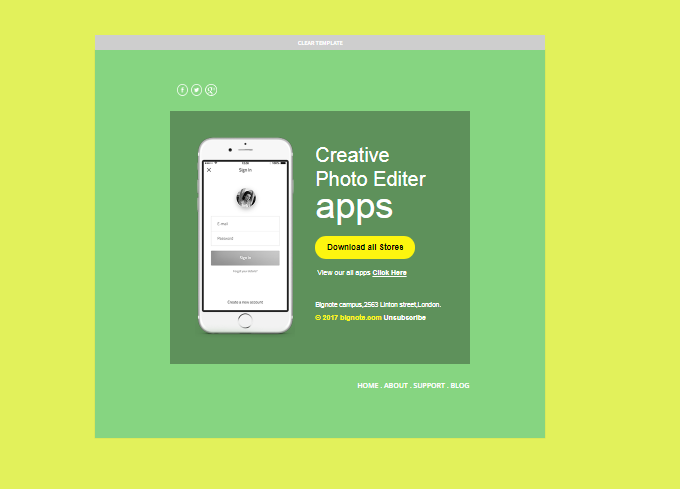 CLEAR TEMPLATE
Sign In
E-mail
Password
Sign in
Forgot your details?
Create a new account
Creative
Photo Editer
apps
Download all Stores
View our all apps Click Here
Bignote campus,2563 Linton street,London.
© 2017 bignote.com Unsubscribe
HOME . ABOUT . SUPPORT . BLOG